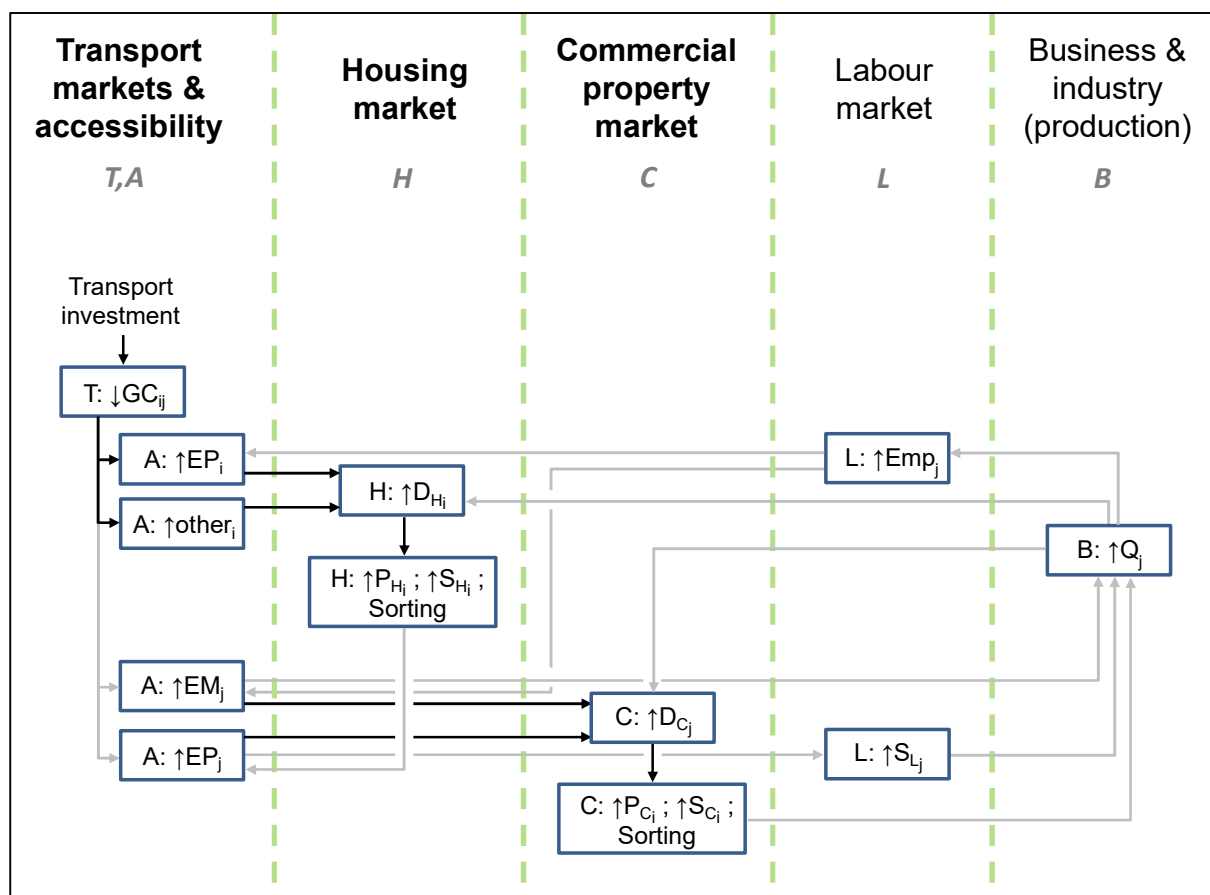 Transport
markets &
accessibility
T,A
Housing
market
H
Commercial
property
market
C
Labour
market
L
Business &
industry
(production)
B
Transport
investment
T: ↓GCij
A: ↑EPi
A: ↑otheri
H: ↑DHi
L: ↑Empj
B: ↑Qj
H: ↑PHi ; ↑SHi ;
Sorting
A: ↑EMj
C: ↑DCj
A: ↑EPj
L: ↑SLj
C: ↑PCi ; ↑SCi ;
Sorting